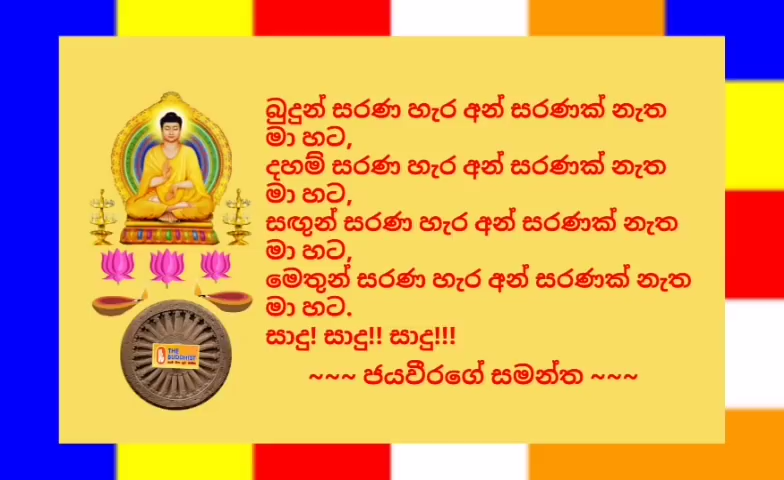 බුදුන් සරණ හැර අන් සරණක් නැත
මා හට,
දහම් සරණ හැර අන් සරණක් නැත
මා හට,
සඟුන් සරණ හැර අන් සරණක් නැත
මා හට,
මෙතුන් සරණ හැර අන් සරණක් නැත
මා හට.
සාදු! සාදු!! සාදු!!!
~~~ ජයවීරගේ සමන්ත ~~~
THE
BUDDHIST